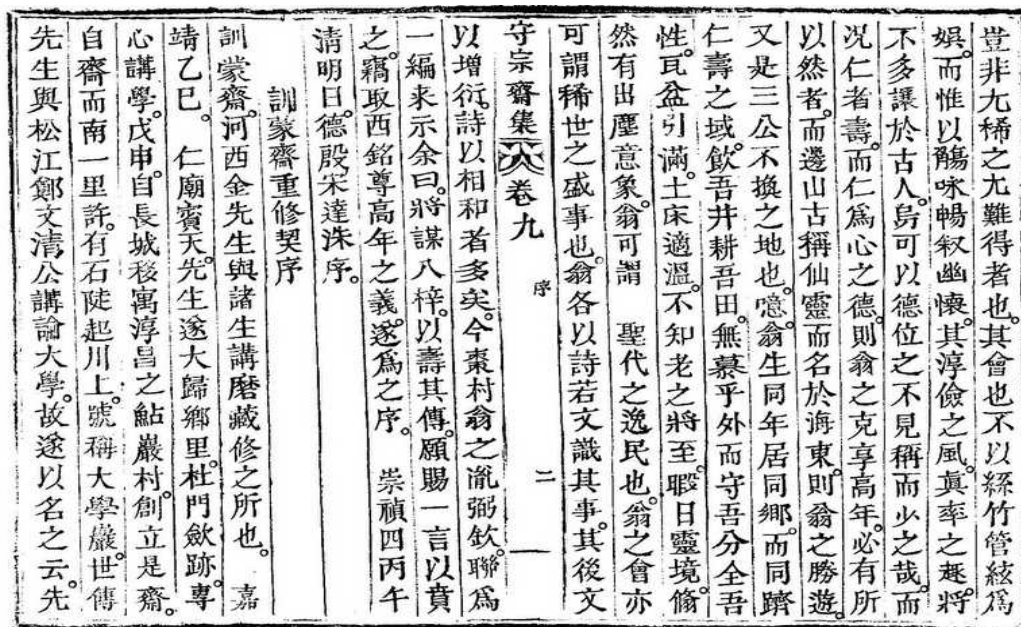 豈非尤稀之尤難得者也。其會也不以絲竹管絃爲
娛。而惟以觴咏暢叙幽懷。其淳儉之風。眞率之趣。將
不多讓於古人。舃可以德位之不見稱而少之哉。而
况仁者壽。而仁爲心之德。則翁之克享高年。必有所
以然者。而邊山古稱仙靈而名於海東。則翁之勝遊。
又是三公不換之地也。噫。翁生同年居同鄕。而同躋
仁壽之域。飮吾井耕吾田。無慕乎外而守吾分全吾
性。瓦盆引滿。土床適溫。不知老之將至。暇日靈境。翛
然有出塵意象。翁可謂 聖代之逸民也。翁之會亦
可謂稀世之盛事也。翁各以詩若文識其事。其後文
守宗齋集 卷九 序 二
以增衍。詩以相和者多矣。今棗村翁之胤弼欽。聯爲
一編來示余曰。將謀入梓。以壽其傳。願賜一言以賁
之。竊取西銘尊高年之義。遂爲之序。 崇禎四丙午
淸明日。德殷宋達洙序。
訓蒙齋重修契序
訓蒙齋。河西金先生與諸生講磨藏修之所也。 嘉
靖乙巳。 仁廟賓天。先生遂大歸鄕里。杜門斂跡。專
心講學。戊申。自長城移寓淳昌之鮎巖村。創立是齋。
自齋而南一里許。有石陡起川上。號稱大學巖。世傳
先生與松江鄭文淸公講論大學。故遂以名之云。先